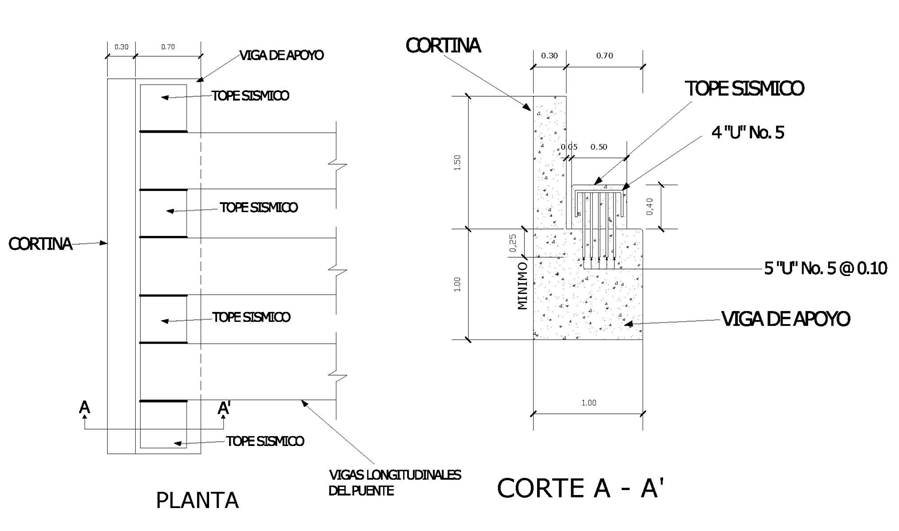 0.30
0.70
VIGA DE APOYO
TOPE SISMICO
TOPE SISMICO
CORTINA
TOPE SISMICO
A
A'
TOPE SISMICO
VIGAS LONGITUDINALES
DEL PUENTE
PLANTA
CORTINA
0.30
0.70
TOPE SISMICO
4 "U" No. 5
0.05
0.50
1.50
0,40
0,25
MINIMO
1.00
5 "U" No. 5 @ 0.10
VIGA DE APOYO
1.00
CORTE A - A'